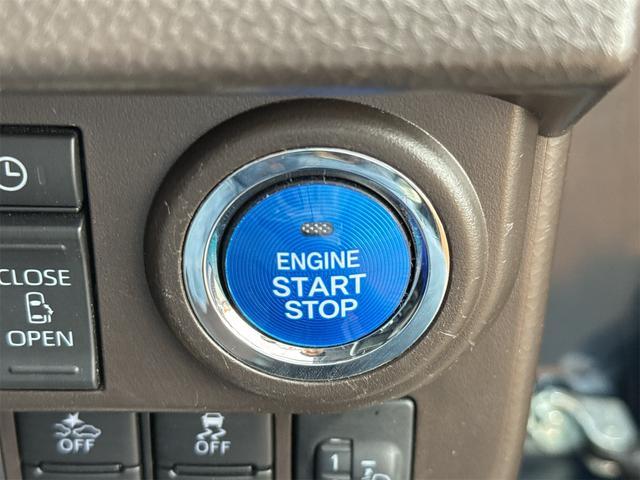 ENGINE
START
STOP
CLOSE
OPEN
OFF
OFF
1